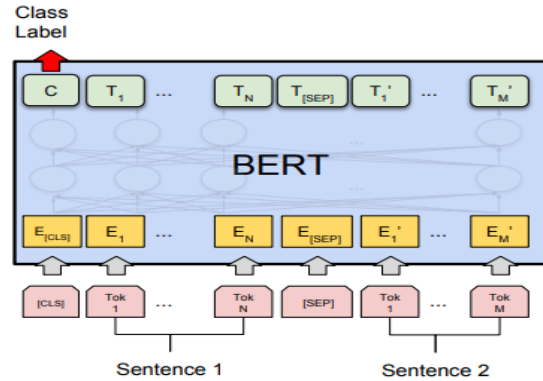 Class
Label
C T1 ... TN T[SEP] T1' ... TM'
...
BERT
...
E[CLS] E1 ... EN E[SEP] E1' ... EM'
[CLS] Tok 1 ... Tok N [SEP] Tok 1 ... Tok M
Sentence 1 Sentence 2